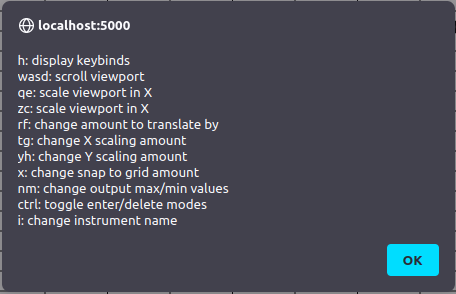 localhost:5000
h: display keybinds
wasd: scroll viewport
qe: scale viewport in X
zc: scale viewport in X
rf: change amount to translate by
tg: change X scaling amount
yh: change Y scaling amount
x: change snap to grid amount
nm: change output max/min values
ctrl: toggle enter/delete modes
i: change instrument name
OK